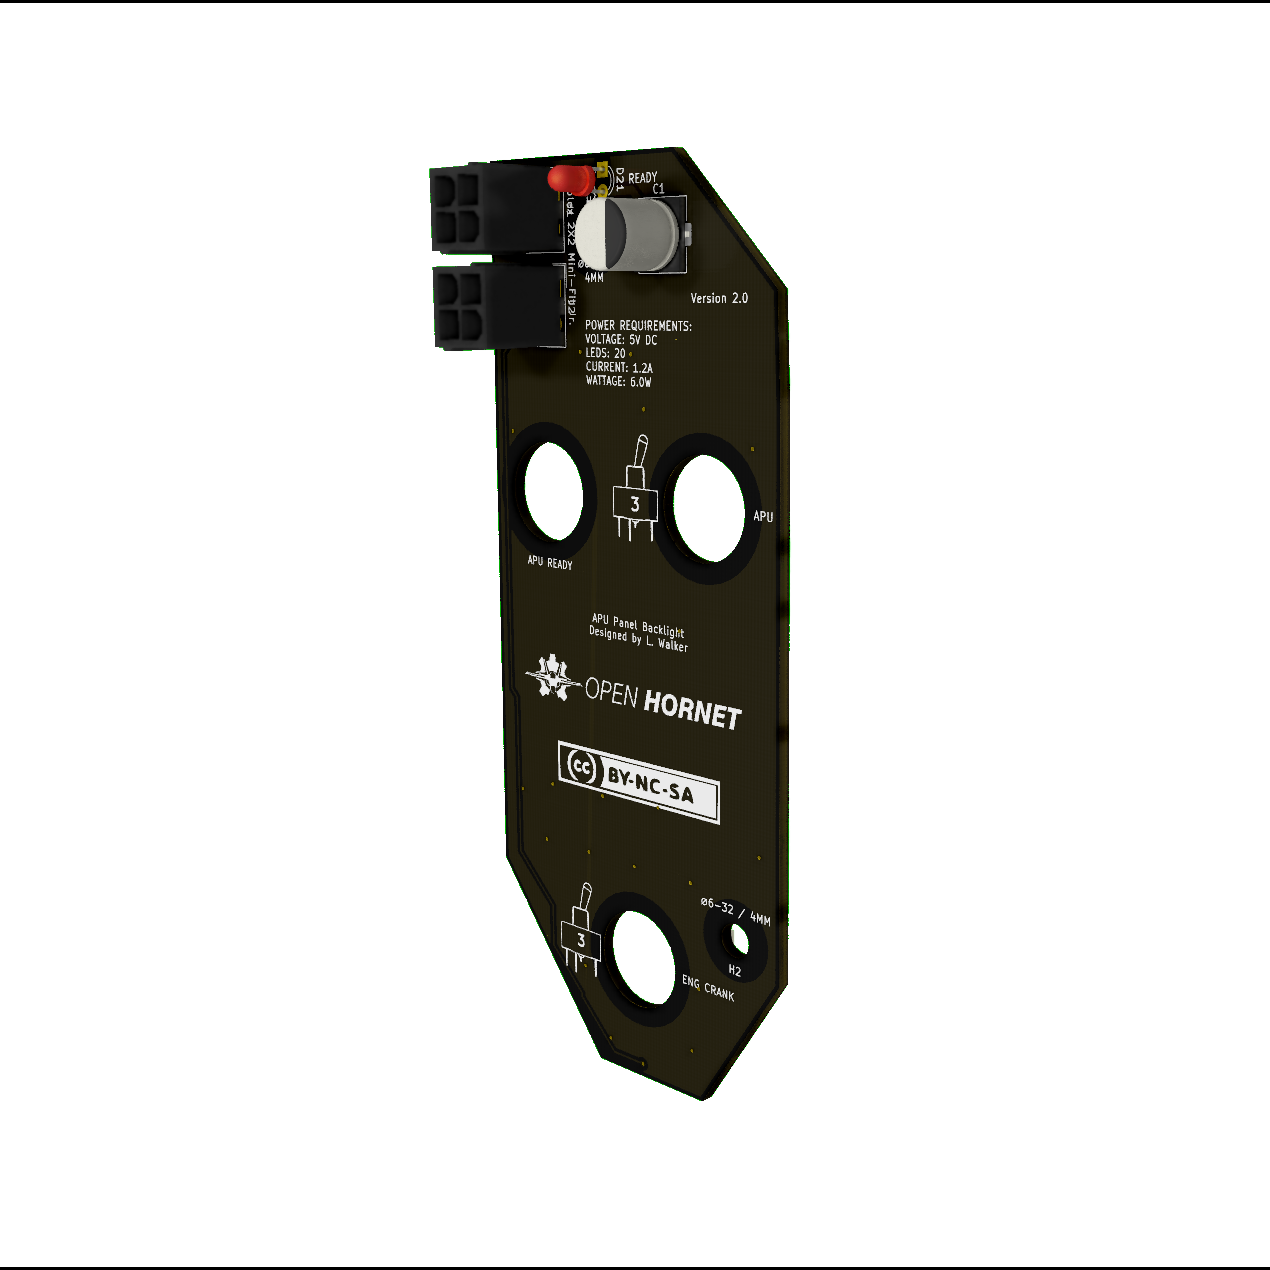 D21
READY
C1
2X2 Mini-Fit Jr.
4MM
Version 2.0
POWER REQUIREMENTS:
VOLTAGE: 5V DC
LEDS: 20
CURRENT: 1.2A
WATTAGE: 6.0W
3
APU
APU READY
APU Panel Backlight
Designed by L. Walker
OPEN HORNET
cc BY-NC-SA
ø6-32 / 4MM
3
H2
ENG CRANK